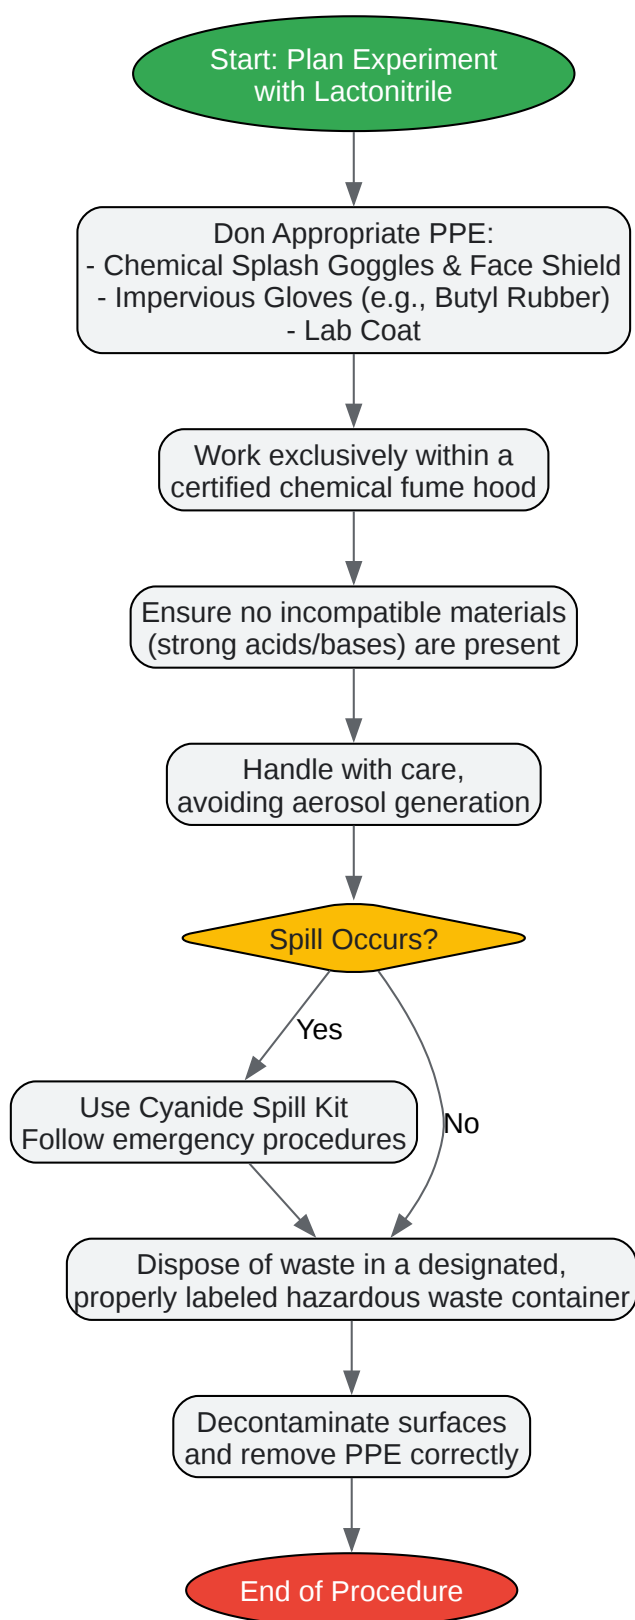 Start: Plan Experiment
with Lactonitrile
Don Appropriate PPE:
- Chemical Splash Goggles & Face Shield
- Impervious Gloves (e.g., Butyl Rubber)
- Lab Coat
Work exclusively within a
certified chemical fume hood
Ensure no incompatible materials
(strong acids/bases) are present
Handle with care,
avoiding aerosol generation
Spill Occurs?
Yes
Use Cyanide Spill Kit
Follow emergency procedures
No
Dispose of waste in a designated,
properly labeled hazardous waste container
Decontaminate surfaces
and remove PPE correctly
End of Procedure